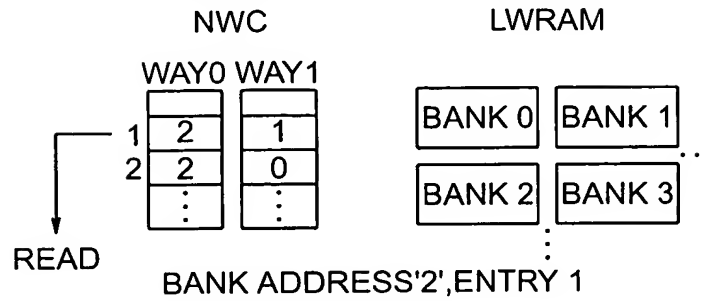 NWC LWRAM
WAY0 WAY1
1 2 1
2 2 0
BANK 0 BANK 1
BANK 2 BANK 3
READ
BANK ADDRESS'2',ENTRY 1